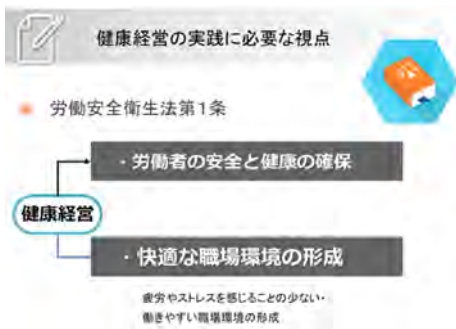 健康経営の実践に必要な視点
労働安全衛生法第1条
・労働者の安全と健康の確保
健康経営
・快適な職場環境の形成
疲労やストレスを感じることの少ない・
働きやすい職場環境の形成